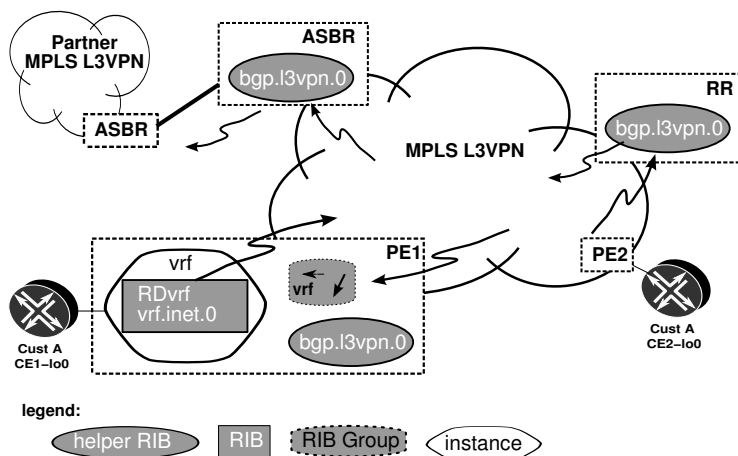 Partner
MPLS L3VPN
ASBR
ASBR
bgp.l3vpn.0
RR
bgp.l3vpn.0
MPLS L3VPN
PE1
vrf
RDvrf
vrf.inet.0
vrf
bgp.l3vpn.0
PE2
Cust A
CE1–lo0
Cust A
CE2–lo0
legend:
helper RIB
RIB
RIB Group
instance